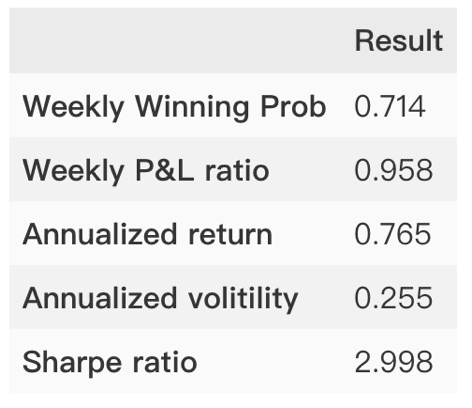 Result
Weekly Winning Prob 0.714
Weekly P&L ratio 0.958
Annualized return 0.765
Annualized volitility 0.255
Sharpe ratio 2.998